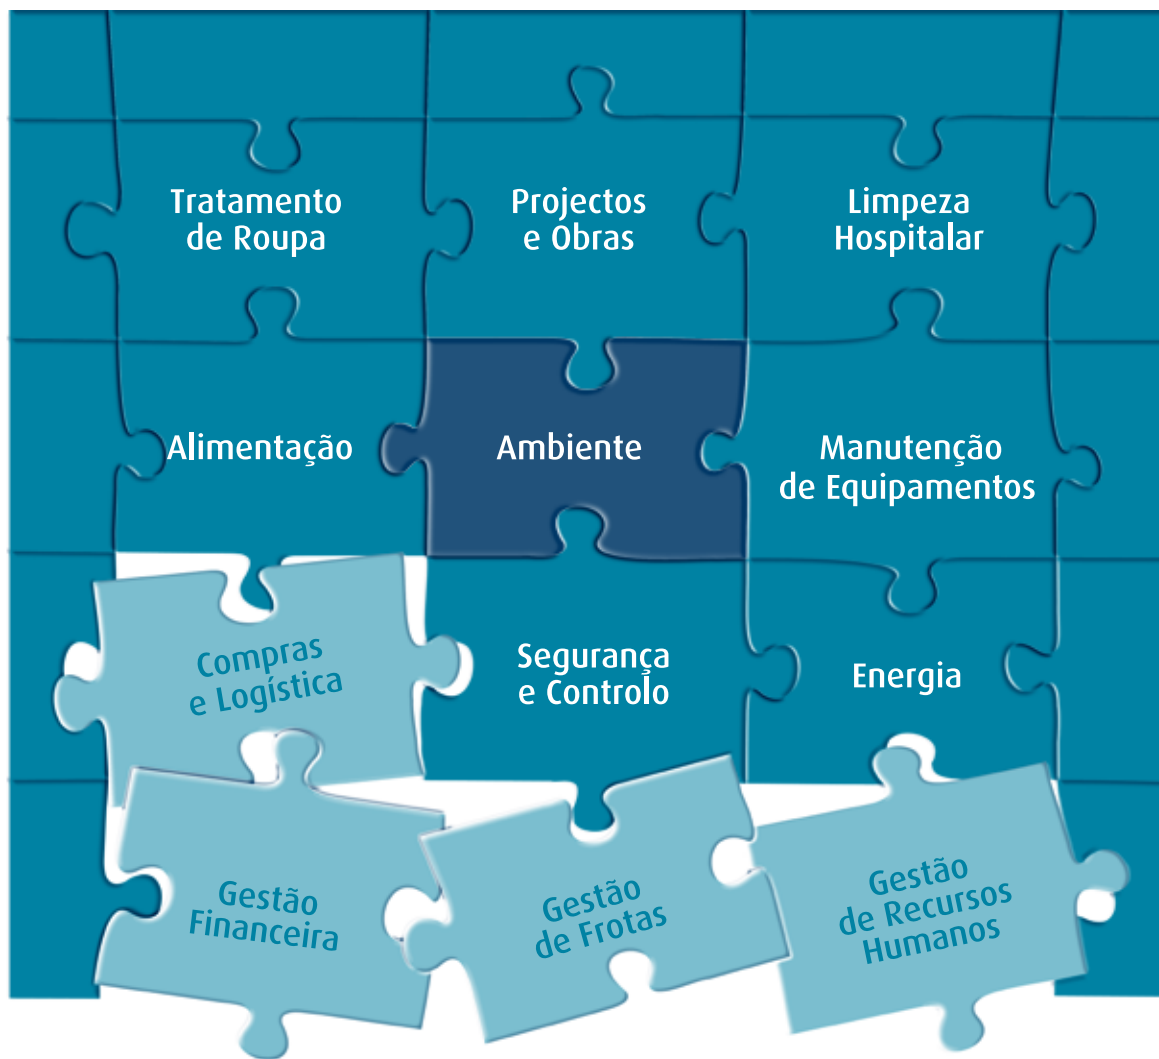 Tratamento
de Roupa
Projectos
e Obras
Limpeza
Hospitalar
Alimentação
Ambiente
Manutenção
de Equipamentos
Compras
e Logística
Segurança
e Controlo
Energia
Gestão
Financeira
Gestão
de Frotas
Gestão
de Recursos
Humanos